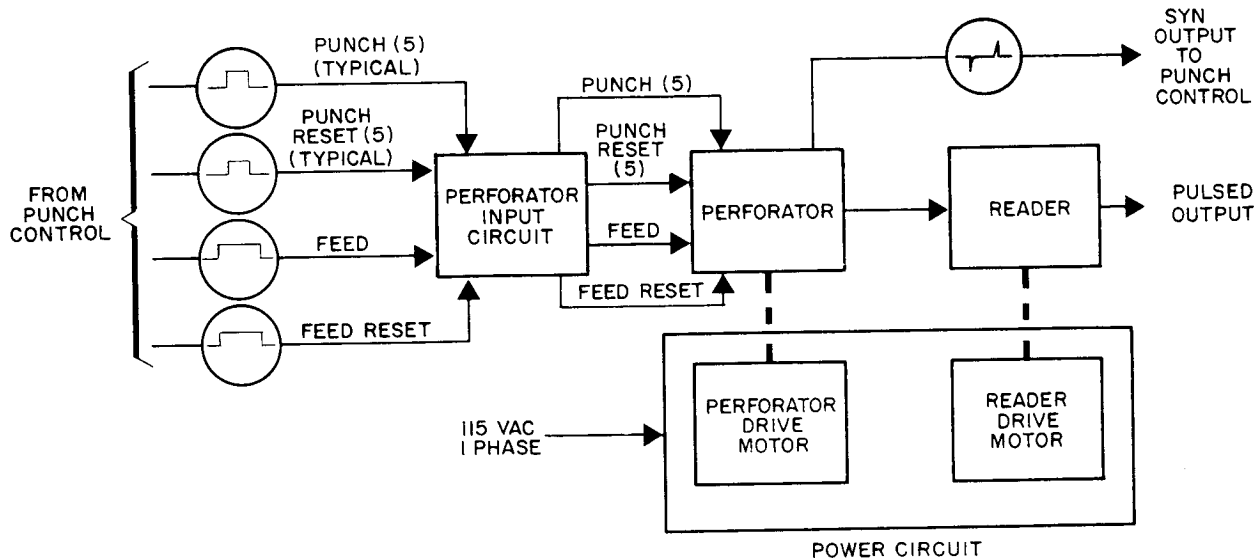 PUNCH (5)
(TYPICAL)
PUNCH
RESET (5)
(TYPICAL)
FEED
FEED RESET
FROM
PUNCH
CONTROL
PERFORATOR
INPUT
CIRCUIT
PUNCH (5)
PUNCH
RESET
(5)
FEED
FEED RESET
PERFORATOR
SYN
OUTPUT
TO
PUNCH
CONTROL
READER
PULSED
OUTPUT
115 VAC
1 PHASE
PERFORATOR
DRIVE
MOTOR
READER
DRIVE
MOTOR
POWER CIRCUIT